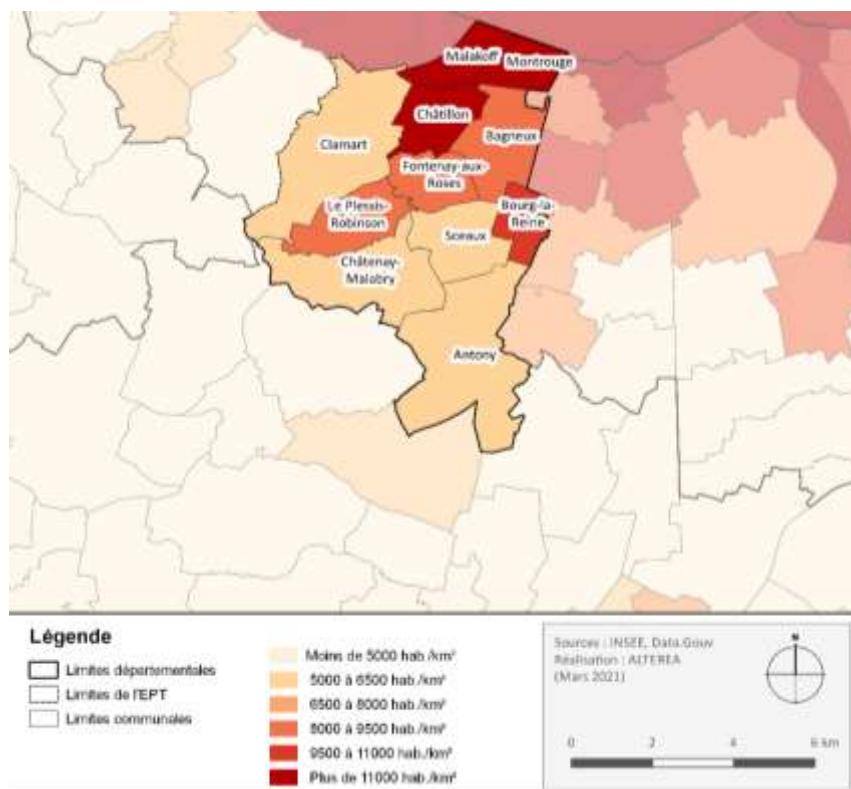 Malakoff
Montrouge
Châtillon
Clamart
Bagneux
Fontenay-aux-
Roses
Le Plessis-
Robinson
Bourg-la-
Reine
Sceaux
Châtenay-
Malabry
Antony
Légende
Limites départementales
Limites de l'EPT
Limites communales
Moins de 5000 hab./km²
5000 à 6500 hab./km²
6500 à 8000 hab./km²
8000 à 9500 hab./km²
9500 à 11000 hab./km²
Plus de 11000 hab./km²
Sources : INSEE, Data.Gouv
Réalisation : ALTEREA
(Mars 2021)
N
0 2 4 6 km